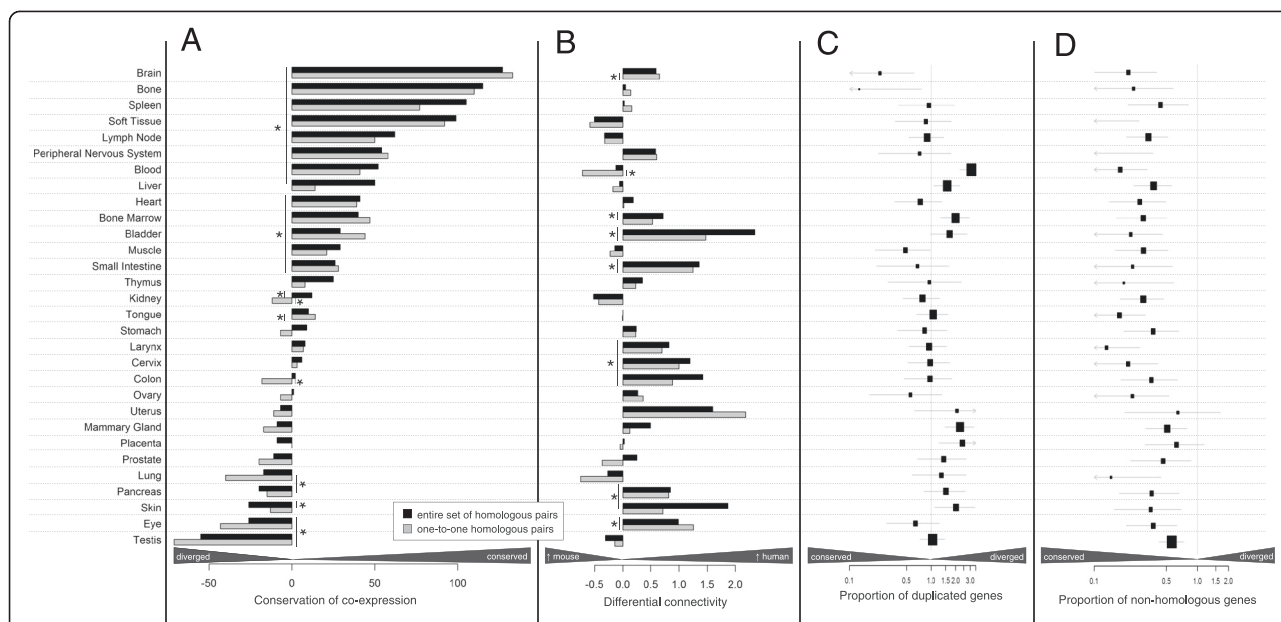 A
B
C
D
Brain
Bone
Spleen
Soft Tissue
Lymph Node
Peripheral Nervous System
Blood
Liver
Heart
Bone Marrow
Bladder
Muscle
Small Intestine
Thymus
Kidney
Tongue
Stomach
Larynx
Cervix
Colon
Ovary
Uterus
Mammary Gland
Placenta
Prostate
Lung
Pancreas
Skin
Eye
Testis
*
*
*
*
*
*
*
*
*
entire set of homologous pairs
one-to-one homologous pairs
diverged
conserved
-50
0
50
100
Conservation of co-expression
*
*
*
*
*
*
*
*
↑ mouse
↑ human
-0.5
0.0
0.5
1.0
1.5
2.0
Differential connectivity
conserved
diverged
0.1
0.5
1.0
1.5
2.0
3.0
Proportion of duplicated genes
conserved
diverged
0.1
0.5
1.0
1.5
2.0
Proportion of non-homologous genes